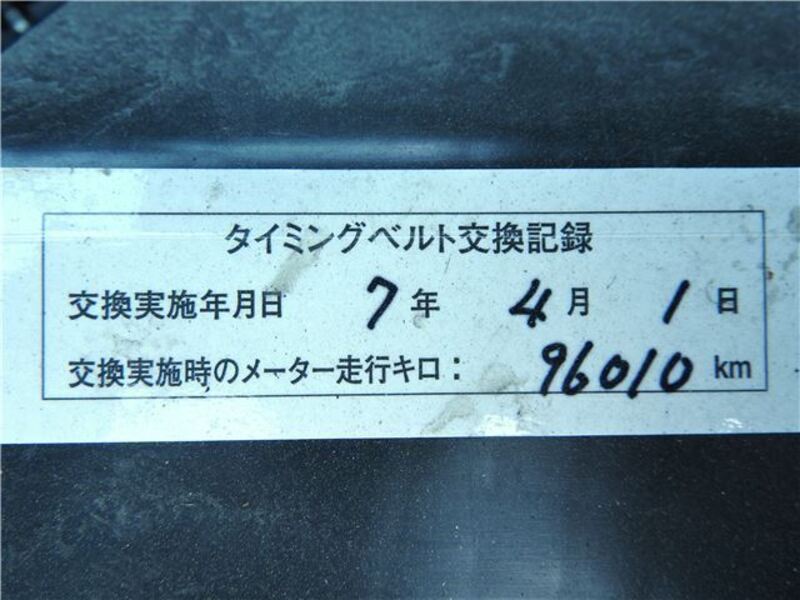 タイミングベルト交換記録
交換実施年月日 7年 4月 1日
交換実施時のメーター走行キロ： 96010 km